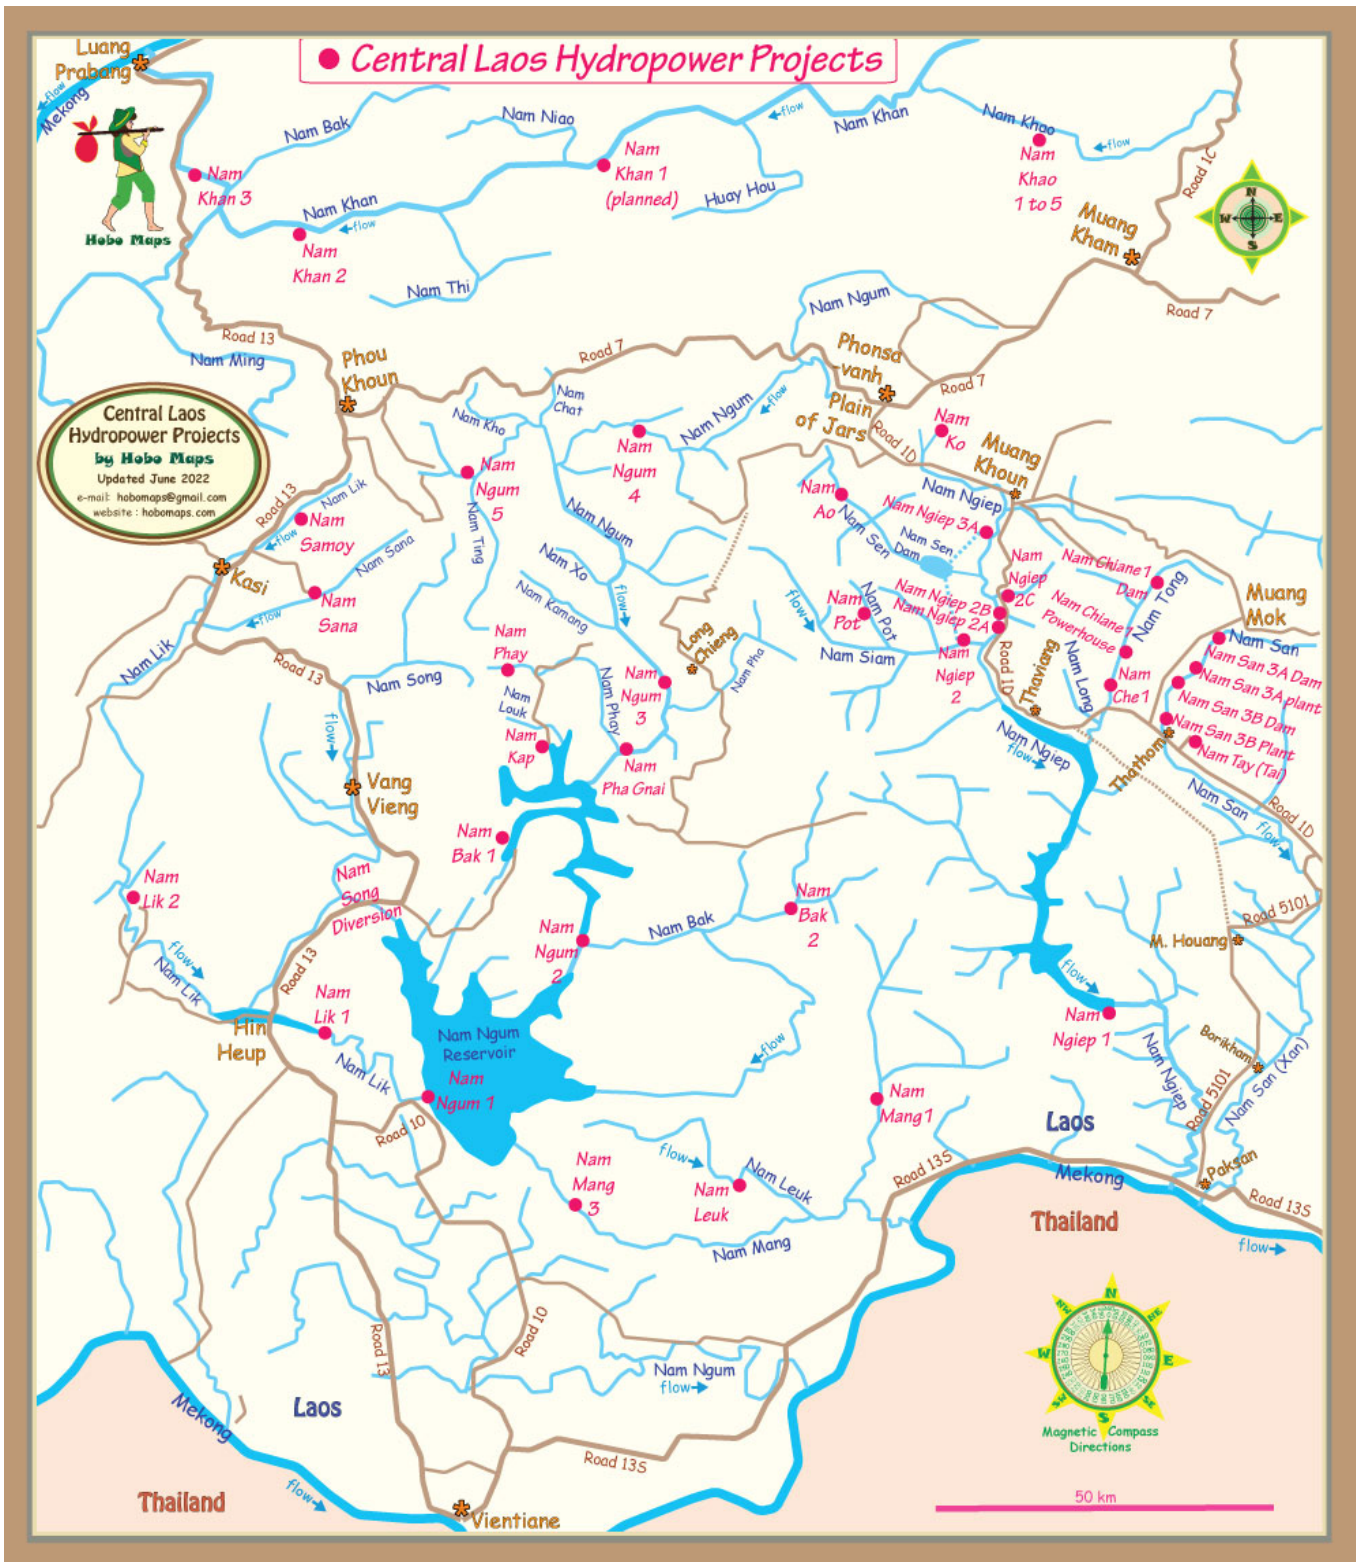 Central Laos Hydropower Projects
Luang
Prabang
flow
Mekong
Hobo Maps
Nam Bak
Nam Niao
flow
Nam Khan
Nam Khao
flow
Nam
Khan 3
Nam Khan
flow
Nam
Khan 2
Nam
Khan 1
(planned)
Huay Hou
Nam
Khao
1 to 5
Road 1C
Muang
Kham
N
W
E
S
Nam Thi
Nam Ngum
Road 7
Road 13
Nam Ming
Phou
Khoun
Road 7
Phonsa
-vanh
Road 7
Central Laos
Hydropower Projects
by Hobo Maps
Updated June 2022
e-mail: hobomaps@gmail.com
website : hobomaps.com
Nam Kho
Nam
Chat
Nam
Ngum
4
Nam Ngum
flow
Plain
of Jars
Road 1D
Nam
Ko
Muang
Khoun
Nam
Ngum
5
Road 13
Nam Lik
Nam
Samoy
flow
Nam Sana
Nam Ting
Nam Ngum
Nam
Ao
Nam Sen
Nam Ngiep
Nam Ngiep 3A
Nam Sen
Dam
Kasi
Nam
Sana
flow
Nam Xo
Nam Kamang
flow
flow
Nam
Pot
Nam Pot
Nam Ngiep 2B
Nam Ngiep 2A
Nam
Ngiep
2C
Nam Chiane 1
Dam
Nam Chiane 1
Powerhouse
Nam Tong
Muang
Mok
Nam San
Nam San 3A Dam
Nam San 3A plant
Nam San 3B Dam
Nam San 3B Plant
Nam Tay (Tai)
Nam Lik
Road 13
Nam Song
Nam
Phay
Nam
Louk
Nam Phay
Nam
Ngum
3
Long
Chieng
Nam Pha
Nam Siam
Nam
Ngiep
2
Road 1D
Thaviang
Nam Long
Nam
Che 1
flow
Nam
Kap
Nam
Pha Gnai
Nam Ngiep
flow
Thathom
Nam San
flow
Road 1D
Vang
Vieng
Nam
Bak 1
Nam
Lik 2
Nam
Song
Diversion
Nam
Ngum
2
Nam Bak
Nam
Bak
2
Road 5101
M. Houang
flow
Nam Lik
Road 13
Nam
Lik 1
Hin
Heup
Nam Ngum
Reservoir
Nam
Ngum 1
Nam Lik
flow
flow
Nam
Ngiep 1
Nam Ngiep
Borikham
Road 5101
Nam San (Xan)
Road 10
Nam
Mang 1
Laos
Nam
Mang
3
flow
Nam
Leuk
Nam Leuk
Road 13S
Mekong
Paksan
Road 13S
flow
Nam Mang
Thailand
Road 13
Road 10
Nam Ngum
flow
Mekong
Laos
N
NE
E
SE
S
SW
W
NW
Magnetic Compass
Directions
Road 13S
Thailand
flow
Vientiane
50 km